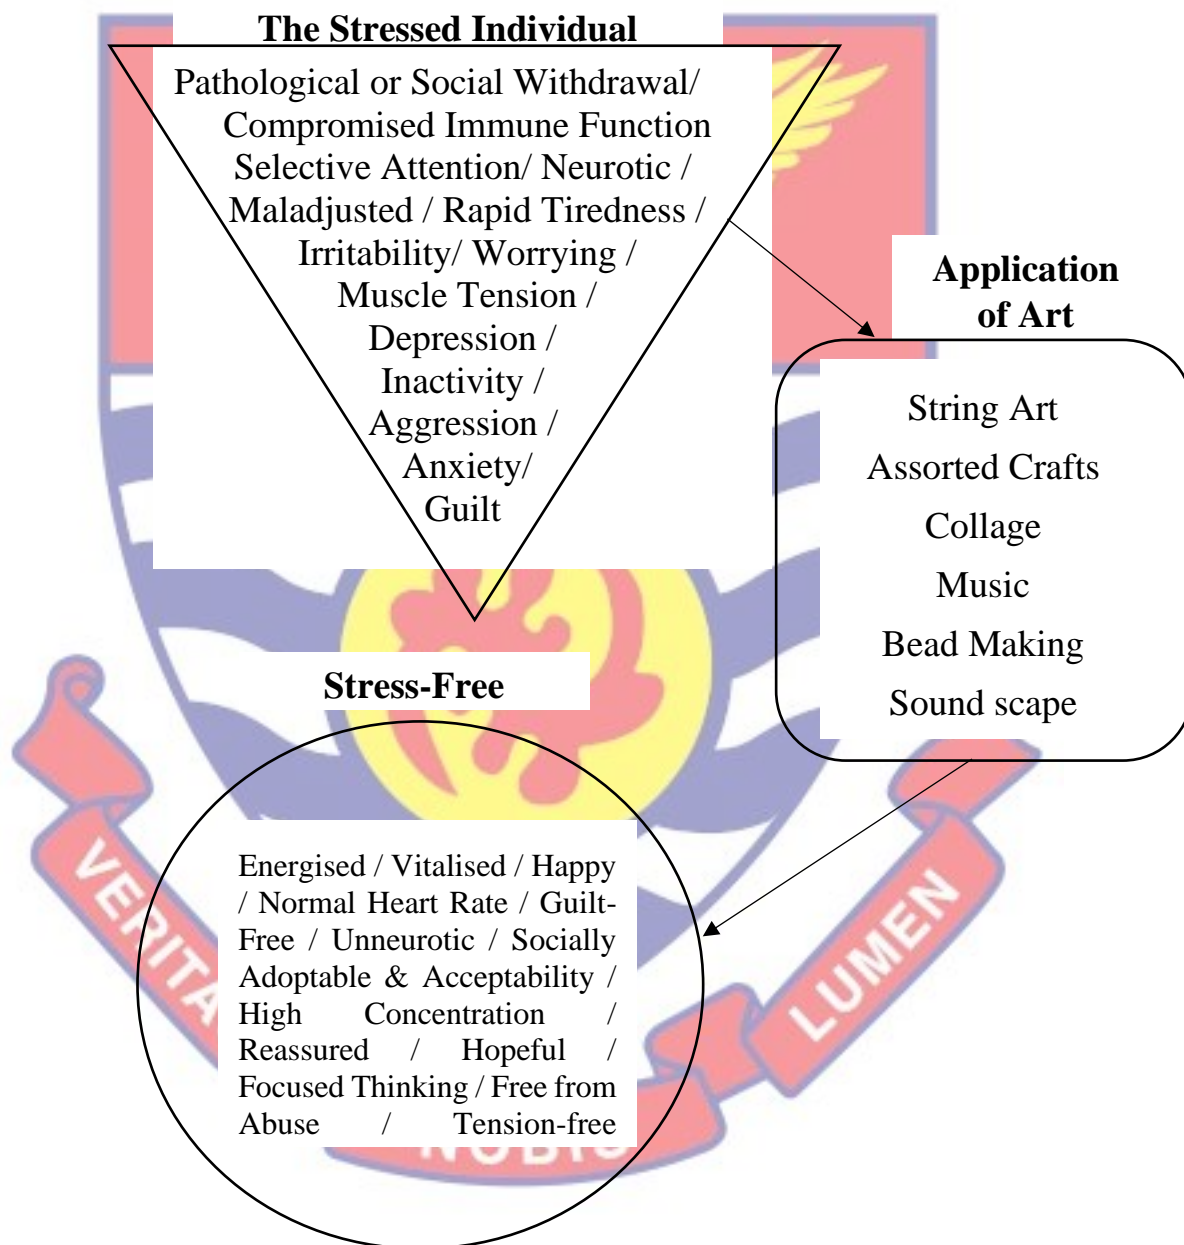 The Stressed Individual
Pathological or Social Withdrawal/
Compromised Immune Function
Selective Attention/ Neurotic /
Maladjusted / Rapid Tiredness /
Irritability/ Worrying /
Muscle Tension /
Depression /
Inactivity /
Aggression /
Anxiety/
Guilt
Application
of Art
String Art
Assorted Crafts
Collage
Music
Bead Making
Sound scape
Stress-Free
Energised / Vitalised / Happy
/ Normal Heart Rate / Guilt-
Free / Unneurotic / Socially
Adoptable & Acceptability /
High Concentration /
Reassured / Hopeful /
Focused Thinking / Free from
Abuse / Tension-free
VERITA
NOBIS
LUMEN